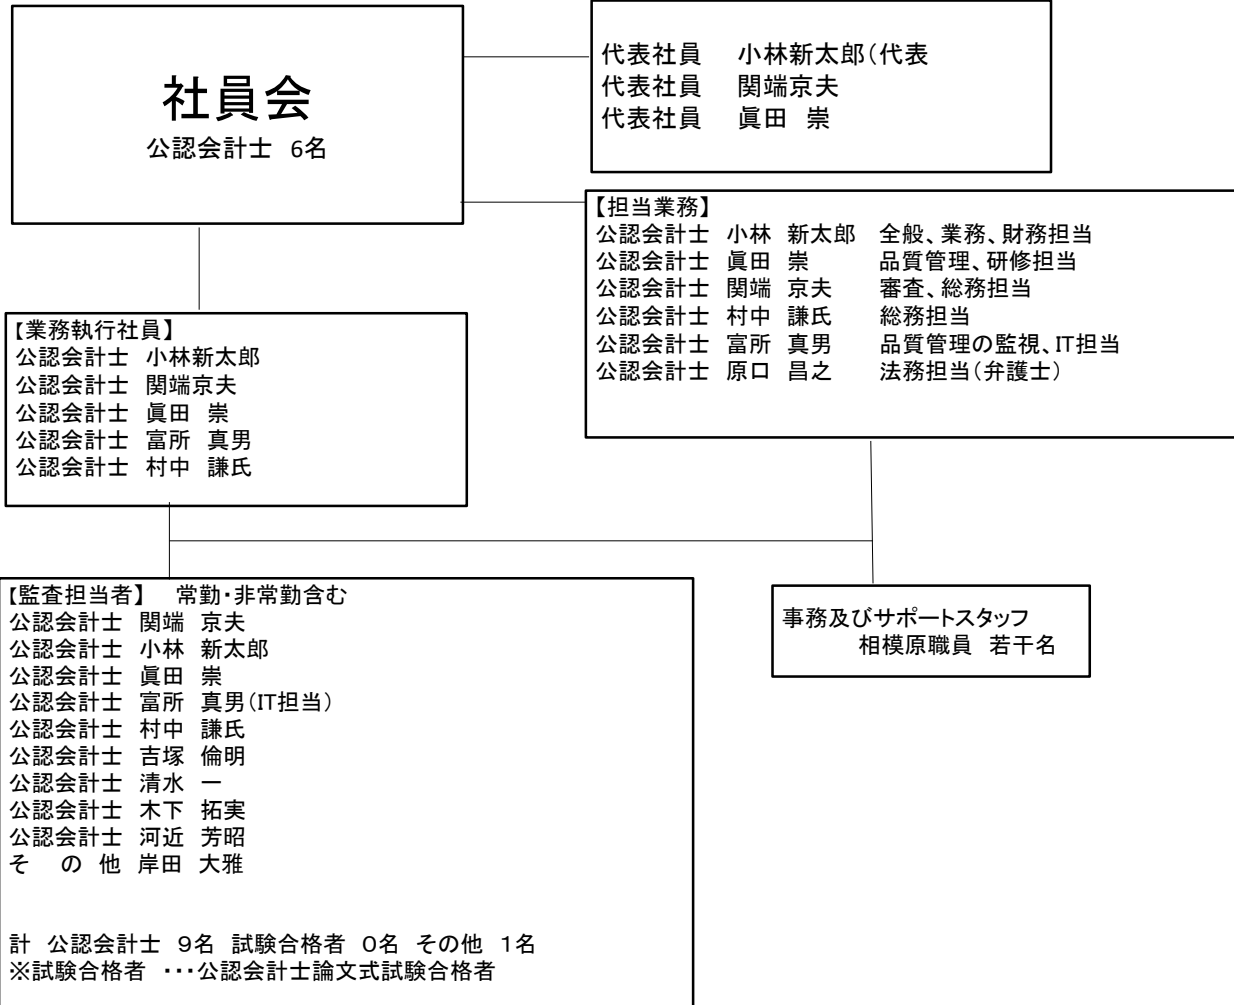 社員会
公認会計士 6名
代表社員 小林新太郎(代表
代表社員 関端京夫
代表社員 眞田 崇
【担当業務】
公認会計士 小林 新太郎 全般、業務、財務担当
公認会計士 眞田 崇 品質管理、研修担当
公認会計士 関端 京夫 審査、総務担当
公認会計士 村中 謙氏 総務担当
公認会計士 富所 真男 品質管理の監視、IT担当
公認会計士 原口 昌之 法務担当(弁護士)
【業務執行社員】
公認会計士 小林新太郎
公認会計士 関端京夫
公認会計士 眞田 崇
公認会計士 富所 真男
公認会計士 村中 謙氏
【監査担当者】 常勤・非常勤含む
公認会計士 関端 京夫
公認会計士 小林 新太郎
公認会計士 眞田 崇
公認会計士 富所 真男(IT担当)
公認会計士 村中 謙氏
公認会計士 吉塚 倫明
公認会計士 清水 一
公認会計士 木下 拓実
公認会計士 河近 芳昭
そ の 他 岸田 大雅
計 公認会計士 9名 試験合格者 0名 その他 1名
※試験合格者 ・・・公認会計士論文式試験合格者
事務及びサポートスタッフ
相模原職員 若干名